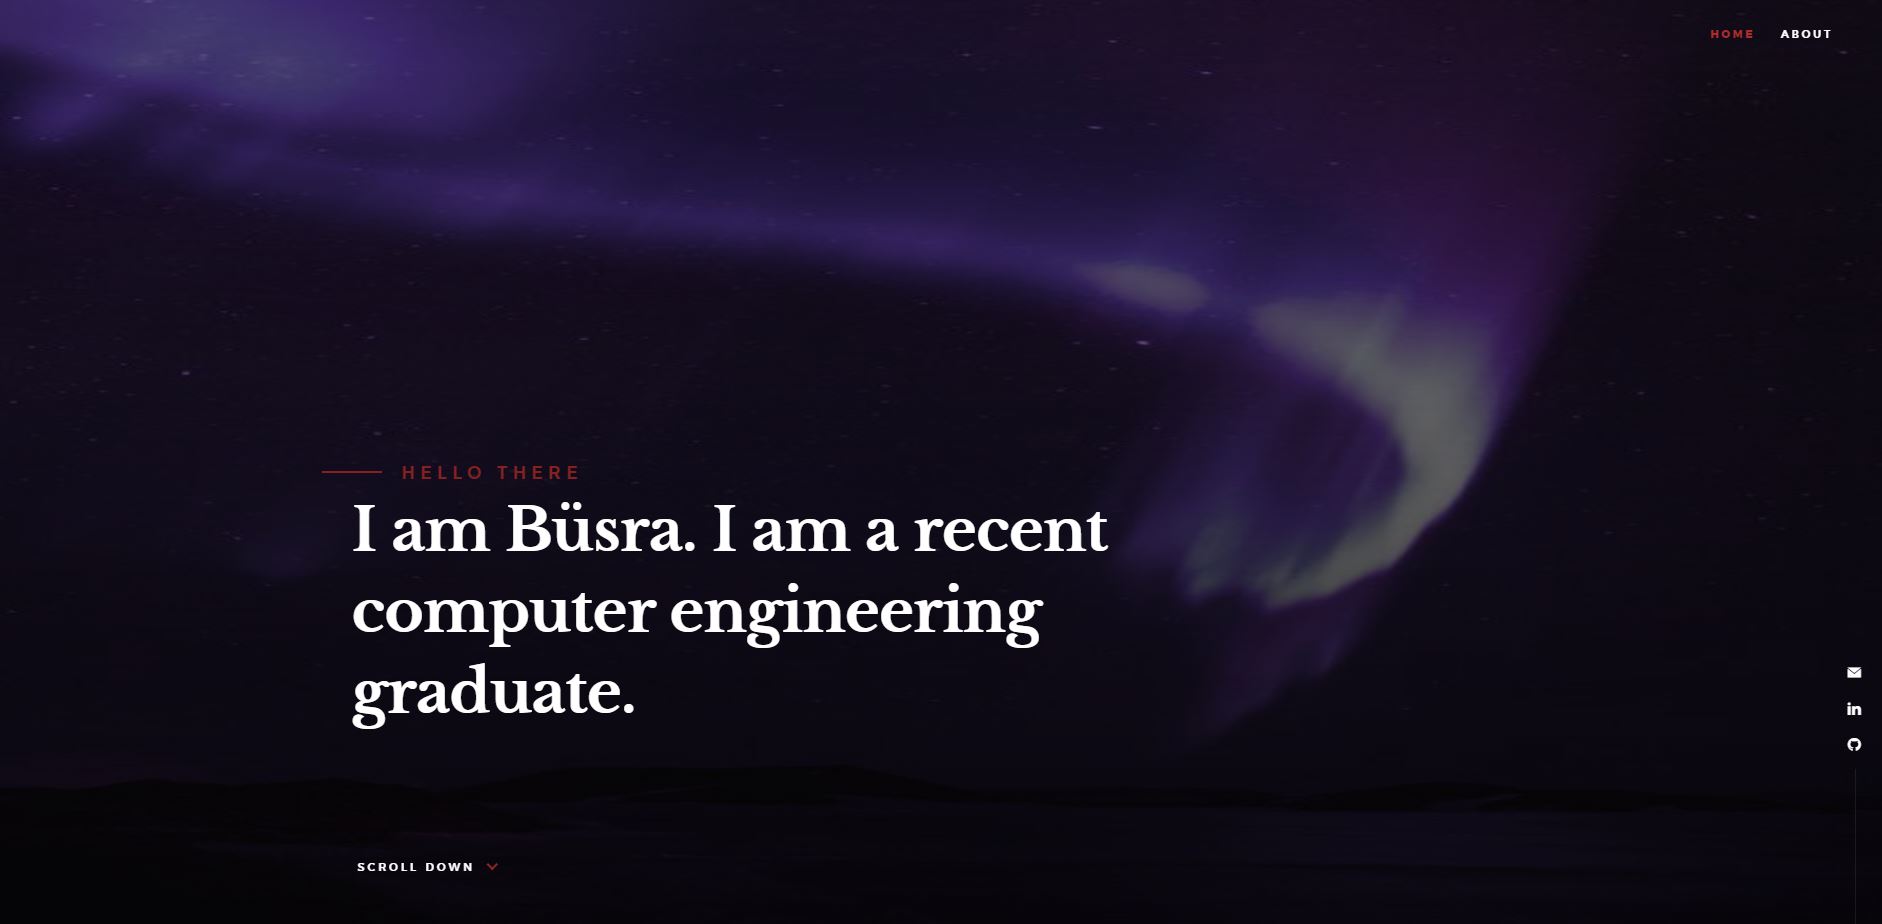 HOME ABOUT
HELLO THERE
I am Büsra. I am a recent
computer engineering
graduate.
SCROLL DOWN